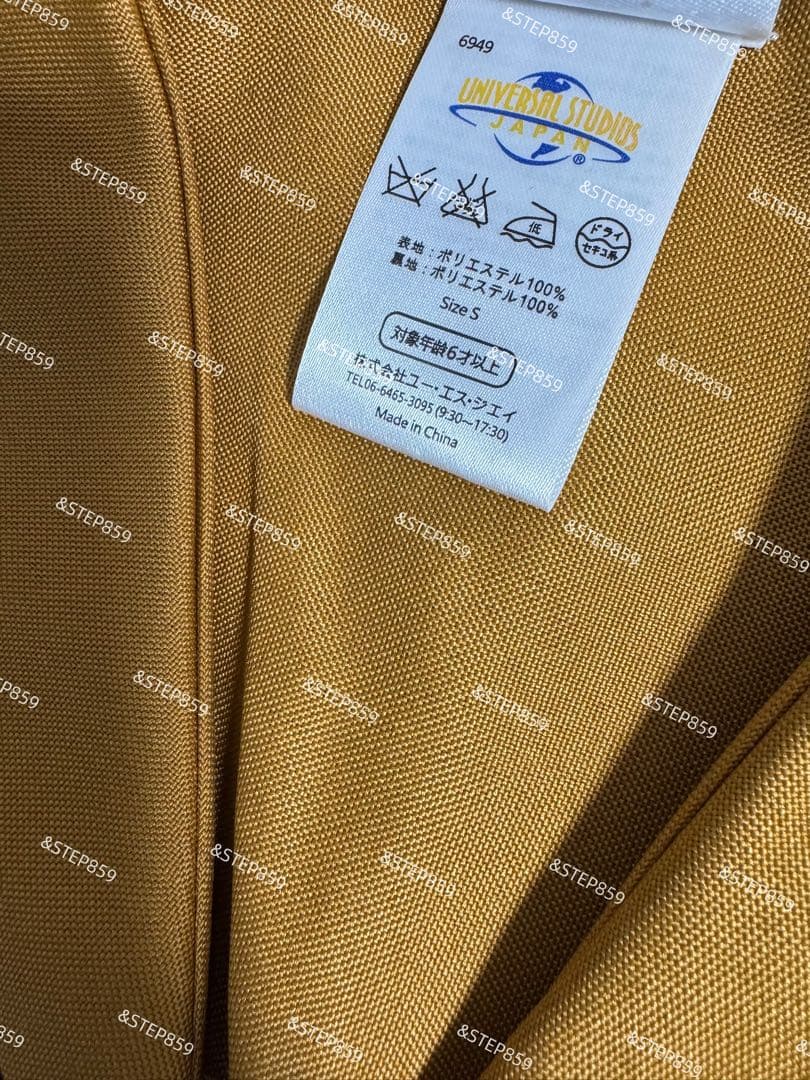 &STEP859
6949
UNIVERSAL STUDIOS
JAPAN
®
低
ドライ
セキユ系
表地：ポリエステル100%
裏地：ポリエステル100%
Size S
対象年齢6才以上
株式会社ユー・エス・ジェイ
TEL06-6465-3095 (9:30~17:30)
Made in China